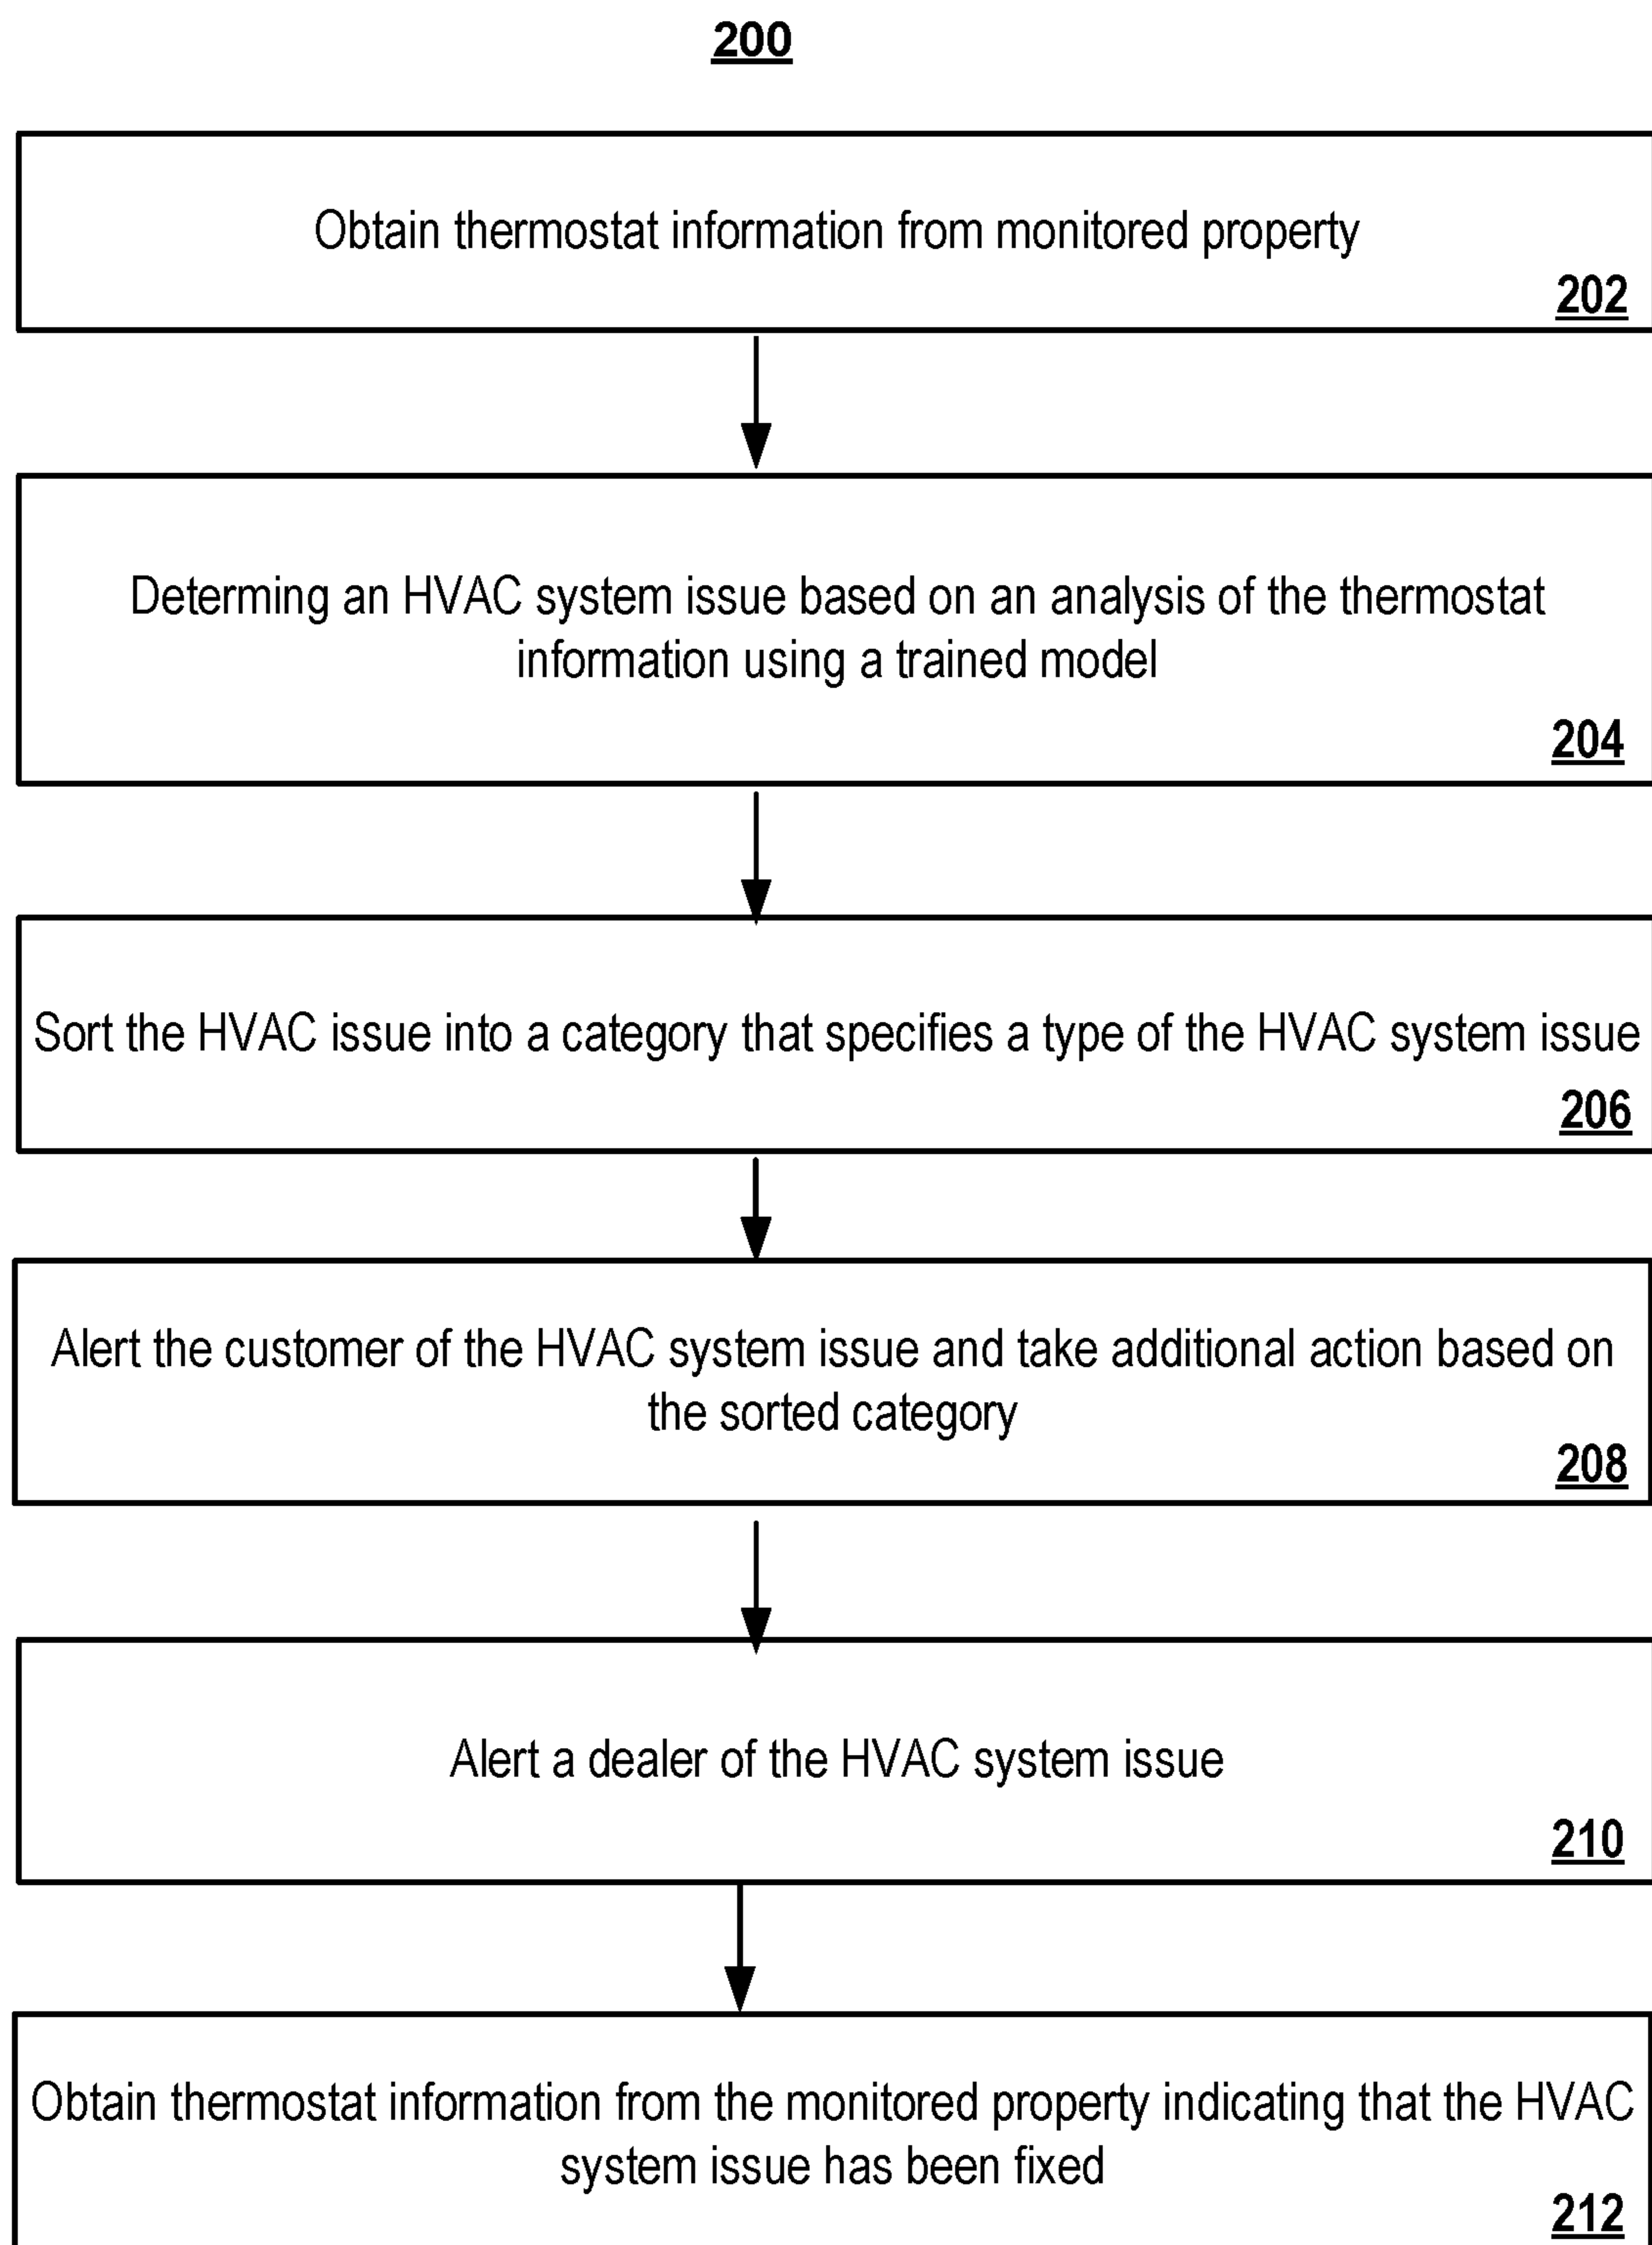 200
Obtain thermostat information from monitored property
202
Determing an HVAC system issue based on an analysis of the thermostat
information using a trained model
204
Sort the HVAC issue into a category that specifies a type of the HVAC system issue
206
Alert the customer of the HVAC system issue and take additional action based on
the sorted category
208
Alert a dealer of the HVAC system issue
210
Obtain thermostat information from the monitored property indicating that the HVAC
system issue has been fixed
212